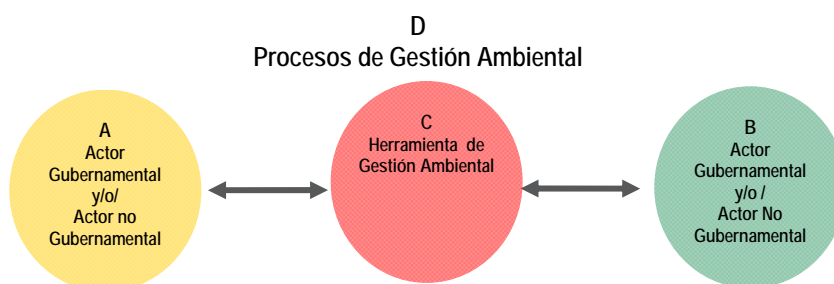 D
Procesos de Gestión Ambiental
A
Actor
Gubernamental
y/o/
Actor no
Gubernamental
C
Herramienta de
Gestión Ambiental
B
Actor
Gubernamental
y/o /
Actor No
Gubernamental